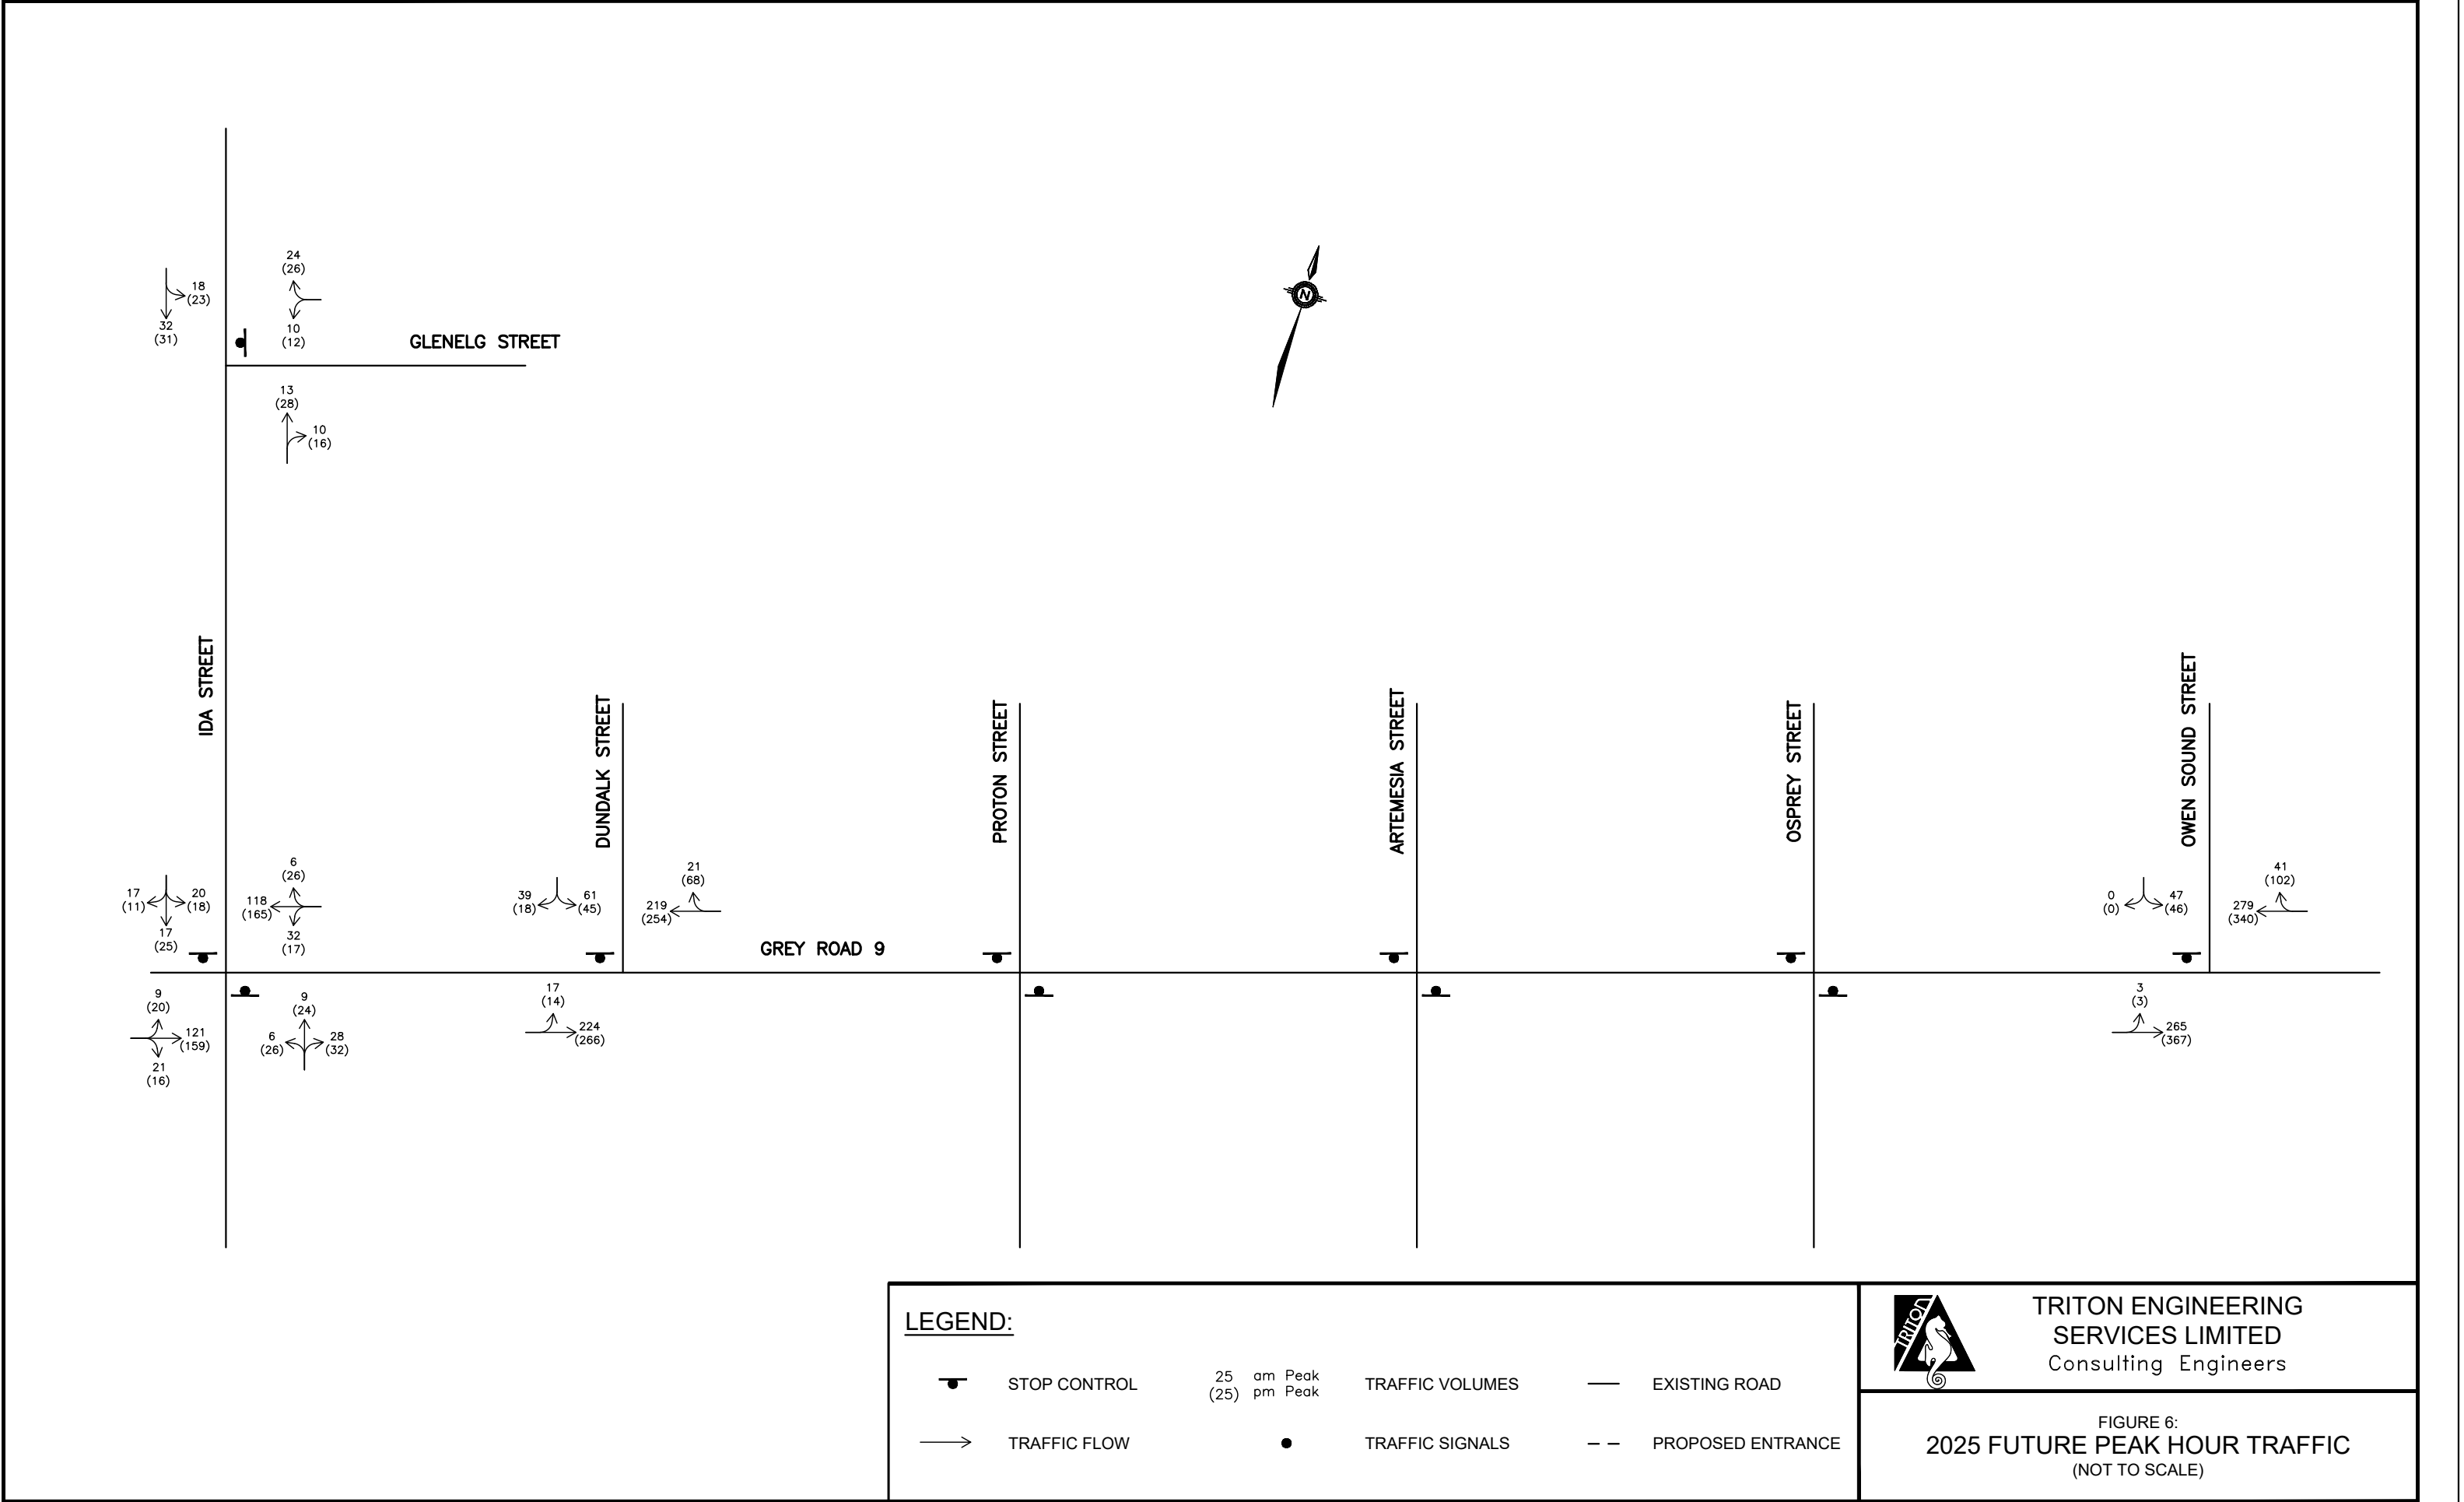 24
(26)
18
(23)
32
(31)
10
(12)
GLENELG STREET
N
13
(28)
10
(16)
IDA STREET
DUNDALK STREET
PROTON STREET
ARTEMESIA STREET
OSPREY STREET
OWEN SOUND STREET
17
(11)
20
(18)
17
(25)
6
(26)
118
(165)
32
(17)
39
(18)
61
(45)
21
(68)
219
(254)
GREY ROAD 9
0
(0)
47
(46)
41
(102)
279
(340)
9
(20)
121
(159)
21
(16)
9
(24)
6
(26)
28
(32)
17
(14)
224
(266)
3
(3)
265
(367)
LEGEND:
STOP CONTROL
25 am Peak
(25) pm Peak
TRAFFIC VOLUMES
EXISTING ROAD
TRAFFIC FLOW
TRAFFIC SIGNALS
PROPOSED ENTRANCE
TRITON
TRITON ENGINEERING
SERVICES LIMITED
Consulting Engineers
FIGURE 6:
2025 FUTURE PEAK HOUR TRAFFIC
(NOT TO SCALE)